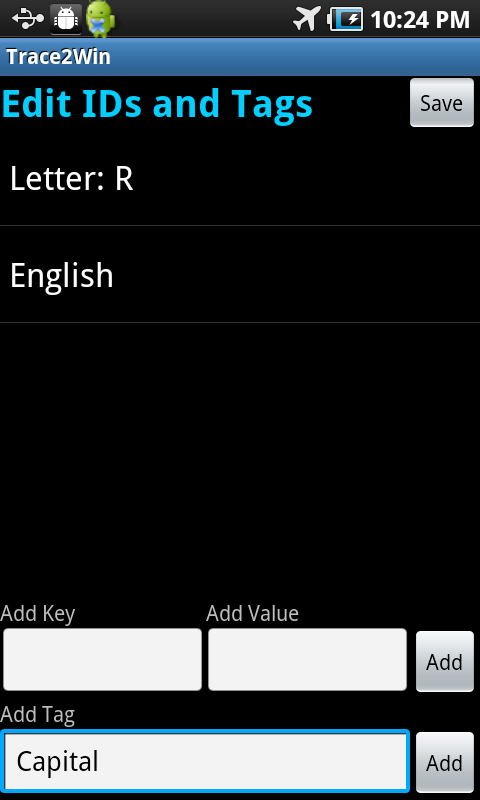 10:24 PM
Trace2Win
Edit IDs and Tags
Save
Letter: R
English
Add Key
Add Value
Add
Add Tag
Capital
Add